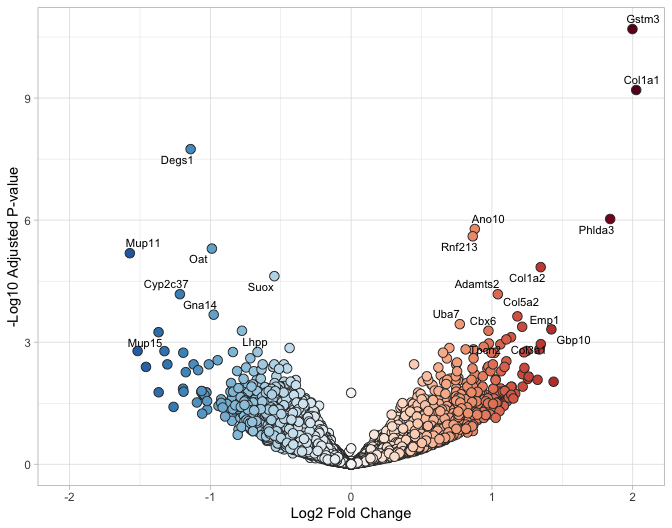 Gstm3
Col1a1
9
Degs1
-Log10 Adjusted P-value
6
Ano10
Phlda3
Rnf213
Mup11
Oat
Col1a2
Cyp2c37
Suox
Adamts2
Gna14
Col5a2
Uba7
Cbx6
Emp1
Mup15
Lhpp
Gbp10
3
Col3a1
0
-2
-1
0
1
2
Log2 Fold Change